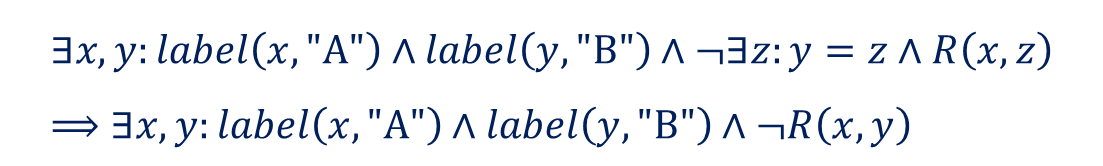 ∃x, y: label(x, "A") ∧ label(y, "B") ∧ ¬∃z: y = z ∧ R(x, z)
⟹ ∃x, y: label(x, "A") ∧ label(y, "B") ∧ ¬R(x, y)